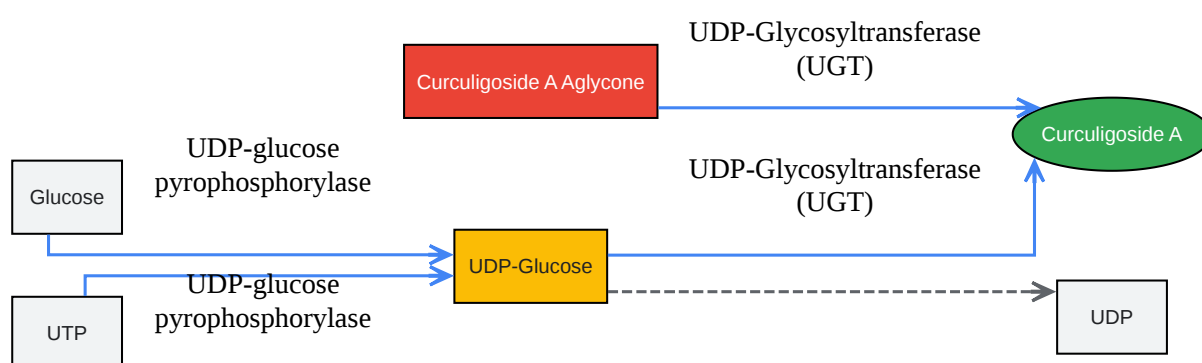 UDP-Glycosyltransferase
(UGT)
Curculigoside A Aglycone
Curculigoside A
UDP-glucose
pyrophosphorylase
UDP-Glycosyltransferase
(UGT)
Glucose
UDP-Glucose
UDP-glucose
pyrophosphorylase
UTP
UDP